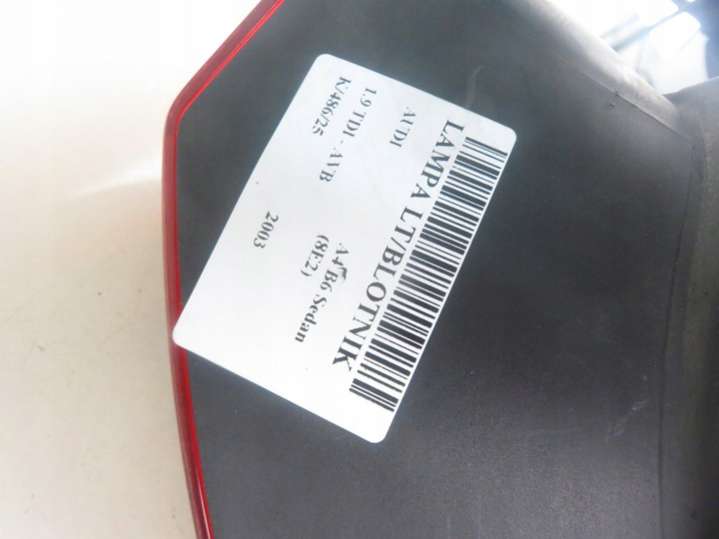 LAMPA LT/BLOTNIK
AUDI
A4 B6 Sedan
(8E2)
1.9 TDI - AVB
2003
K/486/25